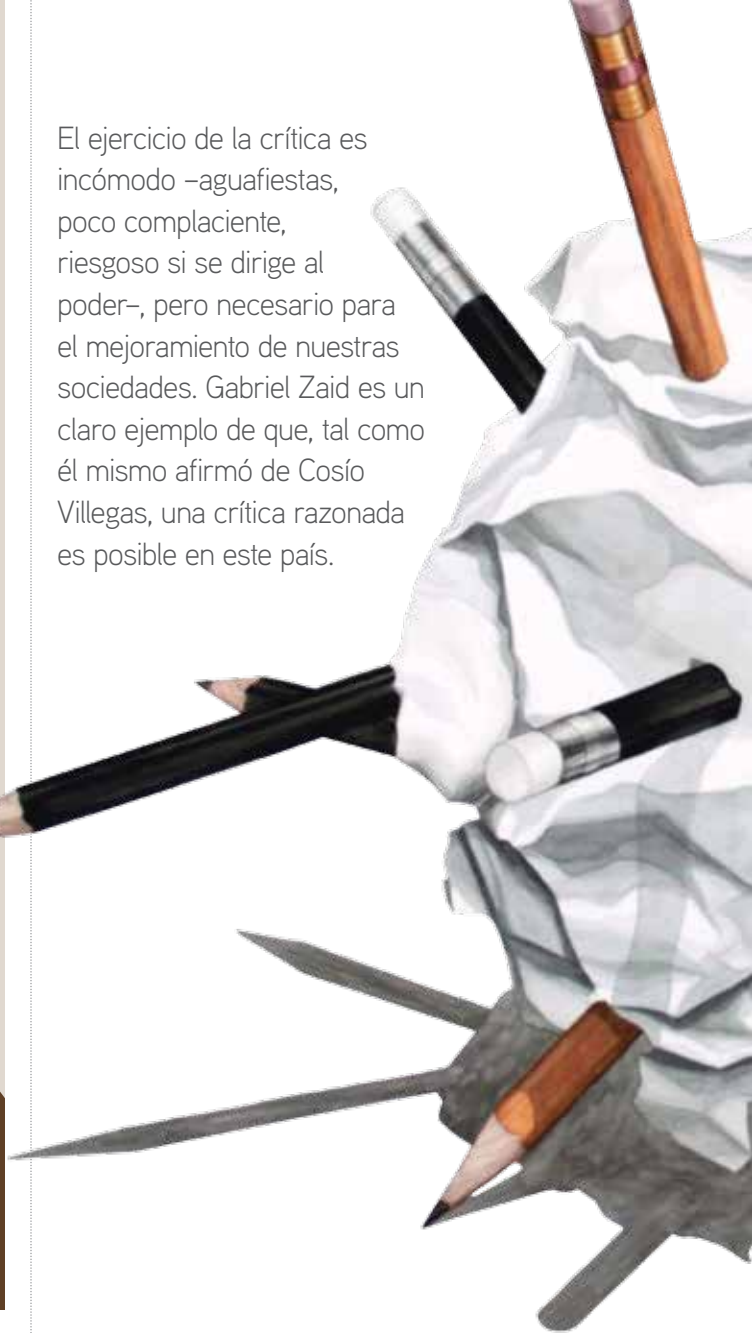 El ejercicio de la crítica es
incómodo –aguafiestas,
poco complaciente,
riesgoso si se dirige al
poder–, pero necesario para
el mejoramiento de nuestras
sociedades. Gabriel Zaid es un
claro ejemplo de que, tal como
él mismo afirmó de Cosío
Villegas, una crítica razonada
es posible en este país.